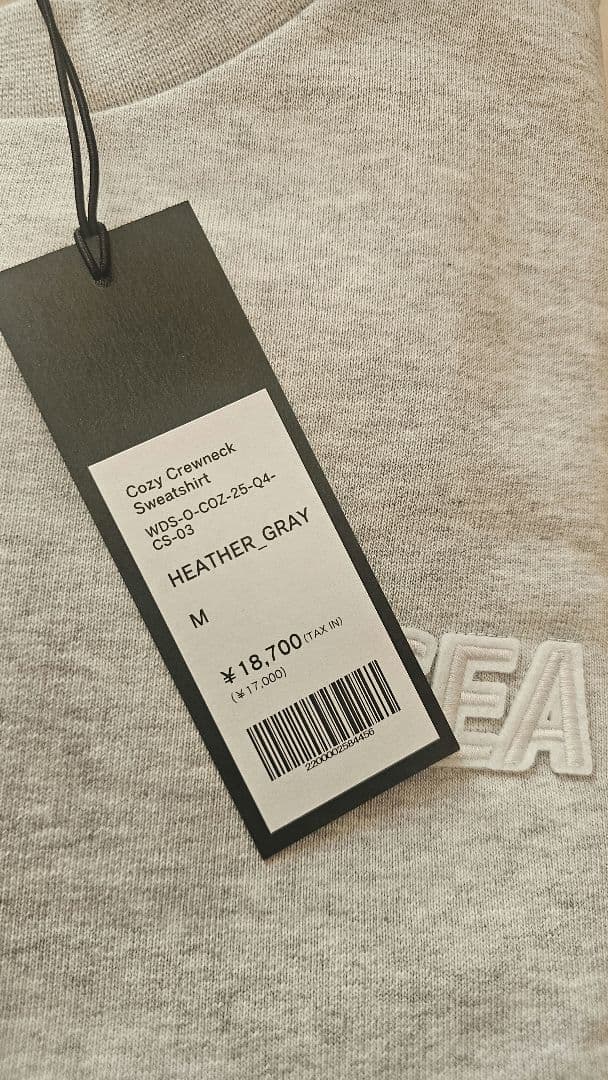 Cozy Crewneck
Sweatshirt
WDS-O-COZ-25-Q4-
CS-03
HEATHER_GRAY
M
¥18,700 (TAX IN)
(¥17,000)
2200002584456
SEA